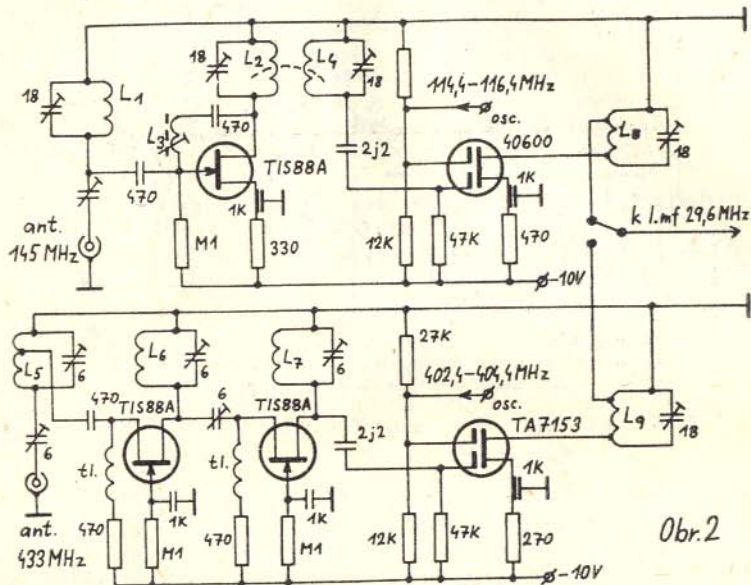 18
L1
18
L2
L4
18
114,4-116,4MHz
osc.
L3
470
470
TIS88A
2j2
40600
L8
18
ant.
145 MHz
M1
1K
330
12K
47K
1K
470
k l.mf 29,6MHz
-10V
L5
6
L6
6
L7
6
27K
402,4-404,4MHz
osc.
470
TIS88A
6
TIS88A
2j2
TA7153
L9
18
6
tl.
1K
tl.
1K
1K
ant.
433MHz
470
M1
470
M1
12K
47K
270
-10V
Obr.2